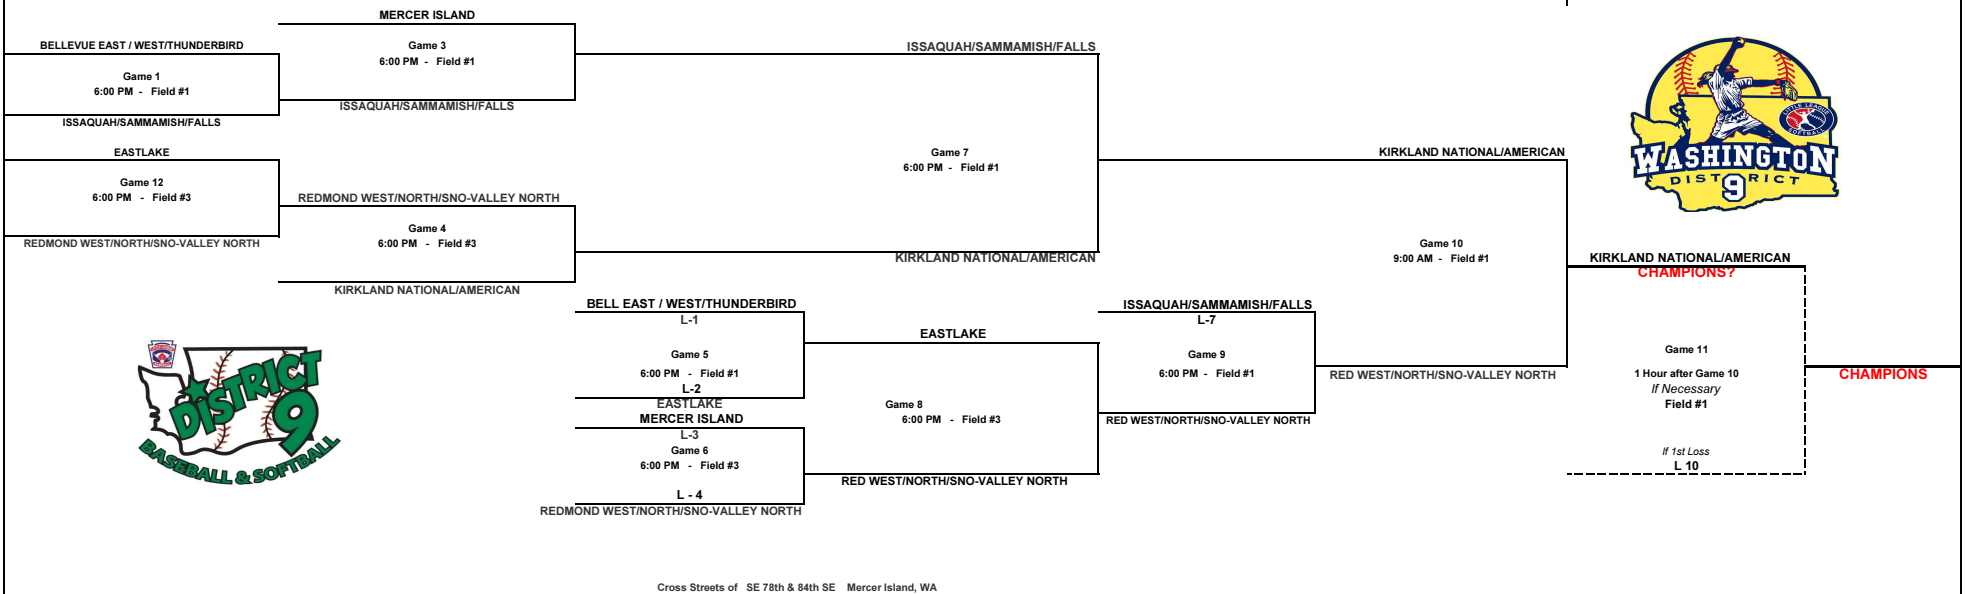 MERCER ISLAND
BELLEVUE EAST / WEST/THUNDERBIRD
Game 3
6:00 PM - Field #1
ISSAQUAH/SAMMAMISH/FALLS
Game 1
6:00 PM - Field #1
ISSAQUAH/SAMMAMISH/FALLS
ISSAQUAH/SAMMAMISH/FALLS
EASTLAKE
Game 12
6:00 PM - Field #3
REDMOND WEST/NORTH/SNO-VALLEY NORTH
REDMOND WEST/NORTH/SNO-VALLEY NORTH
Game 4
6:00 PM - Field #3
KIRKLAND NATIONAL/AMERICAN
Game 7
6:00 PM - Field #1
KIRKLAND NATIONAL/AMERICAN
KIRKLAND NATIONAL/AMERICAN
Game 10
9:00 AM - Field #1
LITTLE LEAGUE
SOFTBALL
WASHINGTON
DISTRICT
9
KIRKLAND NATIONAL/AMERICAN
CHAMPIONS?
BELL EAST / WEST/THUNDERBIRD
L-1
Game 5
6:00 PM - Field #1
L-2
EASTLAKE
MERCER ISLAND
L-3
Game 6
6:00 PM - Field #3
L - 4
REDMOND WEST/NORTH/SNO-VALLEY NORTH
EASTLAKE
Game 8
6:00 PM - Field #3
RED WEST/NORTH/SNO-VALLEY NORTH
ISSAQUAH/SAMMAMISH/FALLS
L-7
Game 9
6:00 PM - Field #1
RED WEST/NORTH/SNO-VALLEY NORTH
RED WEST/NORTH/SNO-VALLEY NORTH
Game 11
1 Hour after Game 10
If Necessary
Field #1
If 1st Loss
L 10
CHAMPIONS
DISTRICT
9
BASEBALL & SOFTBALL
Cross Streets of SE 78th & 84th SE Mercer Island, WA